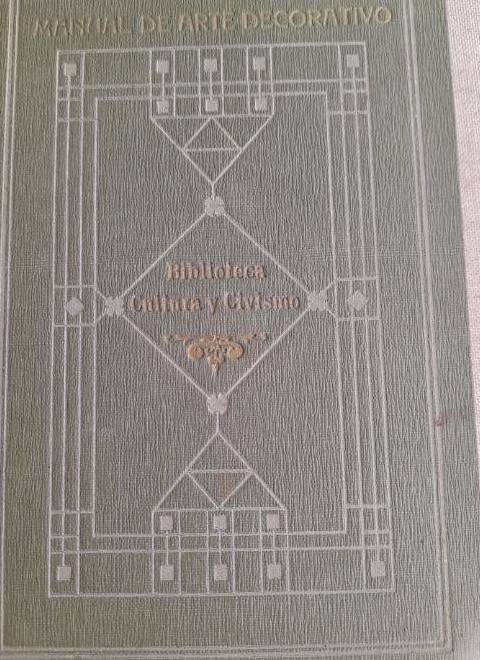 MANUAL DE ARTE DECORATIVO
Biblioteca
Cultura y Civismo